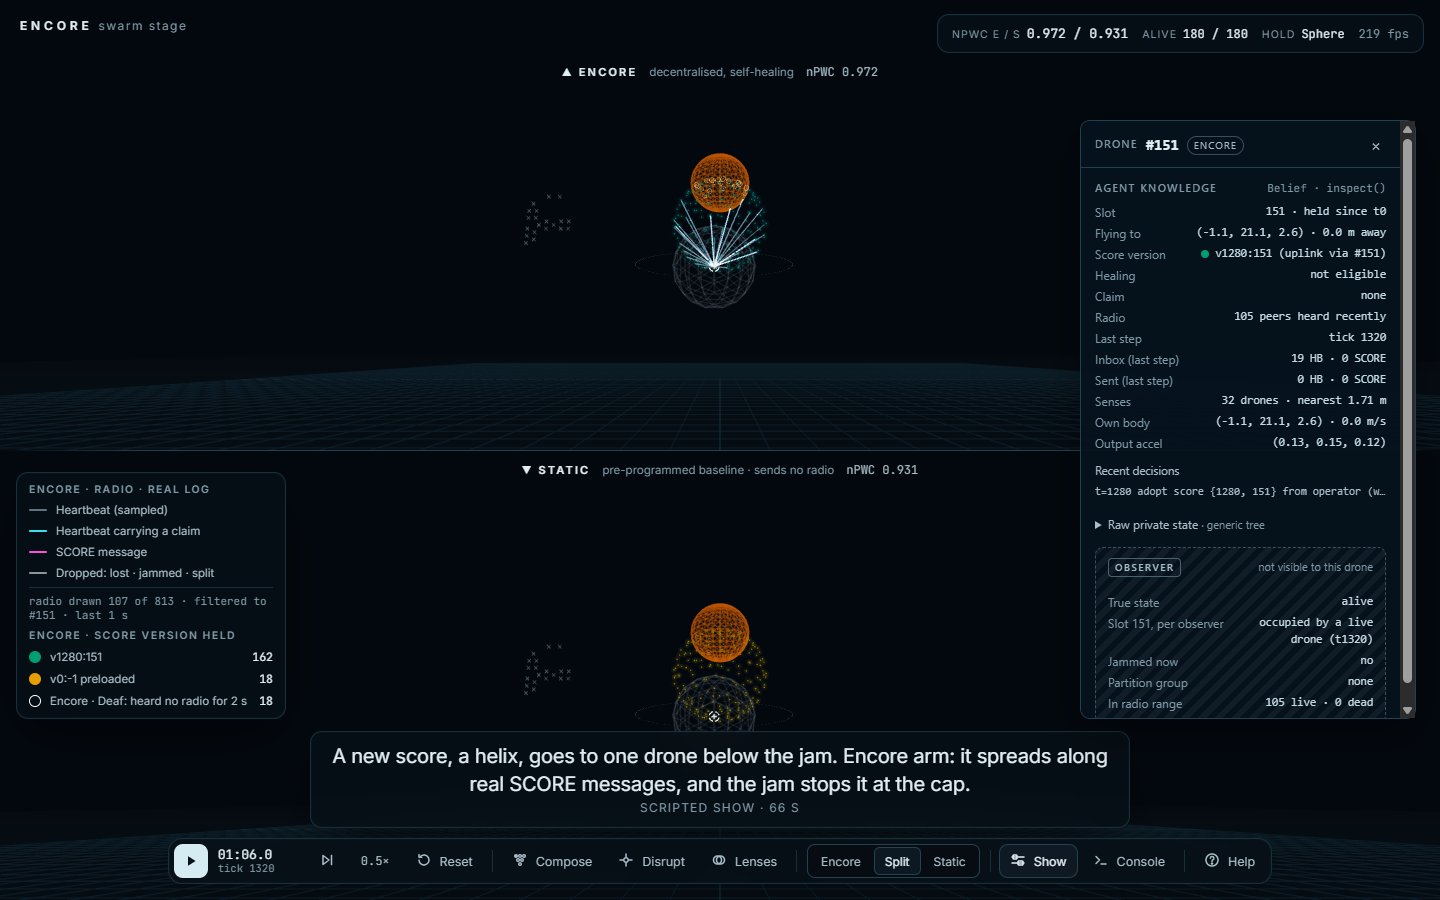 ENCORE swarm stage
NPWC E / S 0.972 / 0.931 ALIVE 180 / 180 HOLD Sphere 219 fps
▲ ENCORE decentralised, self-healing nPWC 0.972
DRONE #151 ENCORE ×
AGENT KNOWLEDGE Belief · inspect()
Slot 151 · held since t0
Flying to (-1.1, 21.1, 2.6) · 0.0 m away
Score version v1280:151 (uplink via #151)
Healing not eligible
Claim none
Radio 105 peers heard recently
Last step tick 1320
Inbox (last step) 19 HB · 0 SCORE
Sent (last step) 0 HB · 0 SCORE
Senses 32 drones · nearest 1.71 m
Own body (-1.1, 21.1, 2.6) · 0.0 m/s
Output accel (0.13, 0.15, 0.12)
Recent decisions
t=1280 adopt score {1280, 151} from operator (w…
▶ Raw private state · generic tree
OBSERVER not visible to this drone
True state alive
Slot 151, per observer occupied by a live
drone (t1320)
Jammed now no
Partition group none
In radio range 105 live · 0 dead
▼ STATIC pre-programmed baseline · sends no radio nPWC 0.931
ENCORE · RADIO · REAL LOG
Heartbeat (sampled)
Heartbeat carrying a claim
SCORE message
Dropped: lost · jammed · split
radio drawn 107 of 813 · filtered to
#151 · last 1 s
ENCORE · SCORE VERSION HELD
v1280:151 162
v0:-1 preloaded 18
Encore · Deaf: heard no radio for 2 s 18
A new score, a helix, goes to one drone below the jam. Encore arm: it spreads along
real SCORE messages, and the jam stops it at the cap.
SCRIPTED SHOW · 66 S
01:06.0
tick 1320
0.5× Reset Compose Disrupt Lenses Encore Split Static Show Console Help